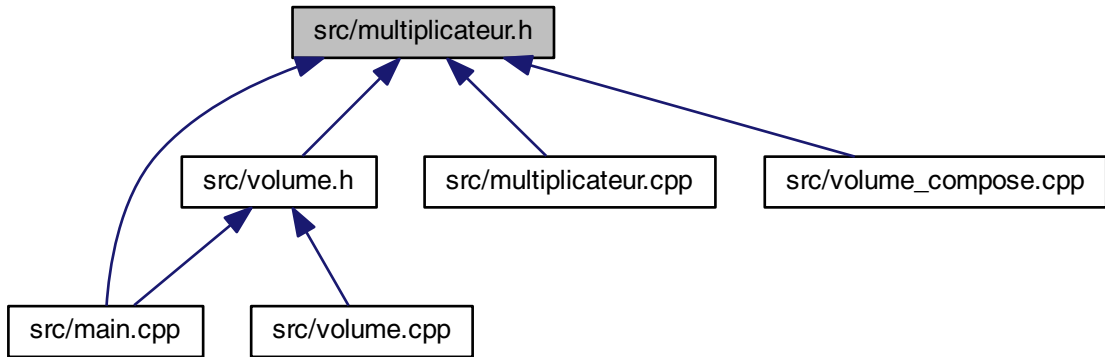 src/multiplicateur.h
src/volume.h
src/multiplicateur.cpp
src/volume_compose.cpp
src/main.cpp
src/volume.cpp